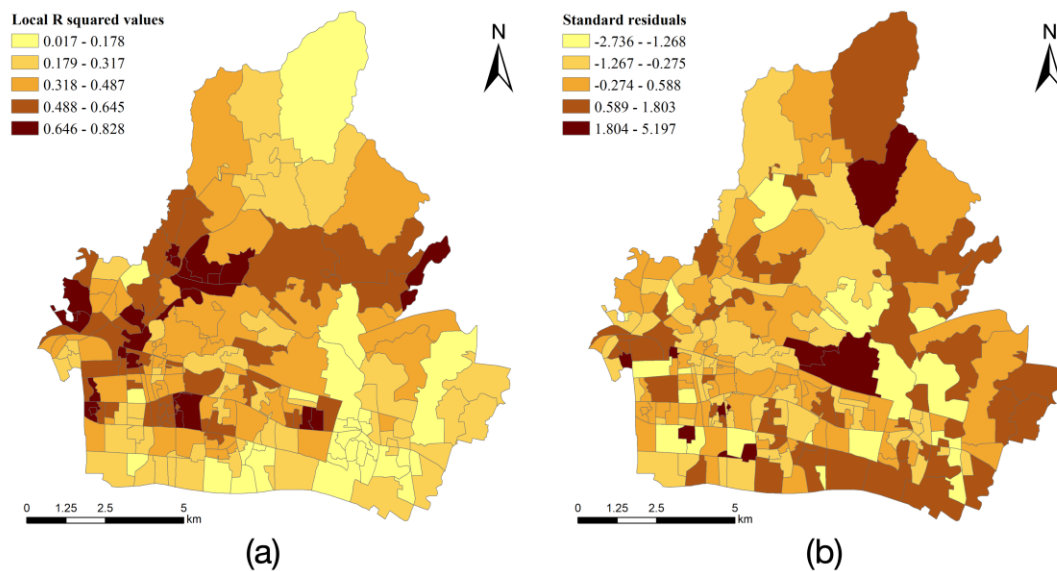 Local R squared values
0.017 - 0.178
0.179 - 0.317
0.318 - 0.487
0.488 - 0.645
0.646 - 0.828
N
0 1.25 2.5 5
km
(a)
Standard residuals
-2.736 - -1.268
-1.267 - -0.275
-0.274 - 0.588
0.589 - 1.803
1.804 - 5.197
N
0 1.25 2.5 5
km
(b)